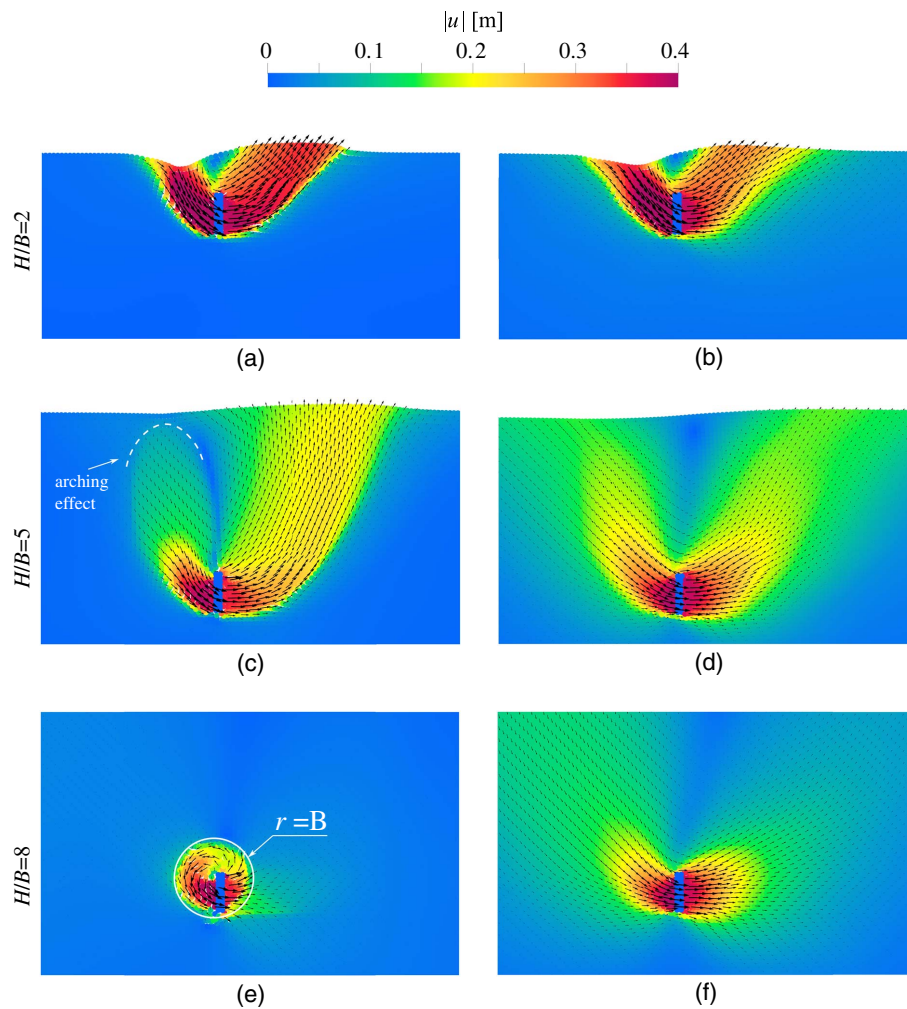 |u| [m]
0 0.1 0.2 0.3 0.4
H/B=2
(a) (b)
H/B=5
arching
effect
(c) (d)
H/B=8
r =B
(e) (f)